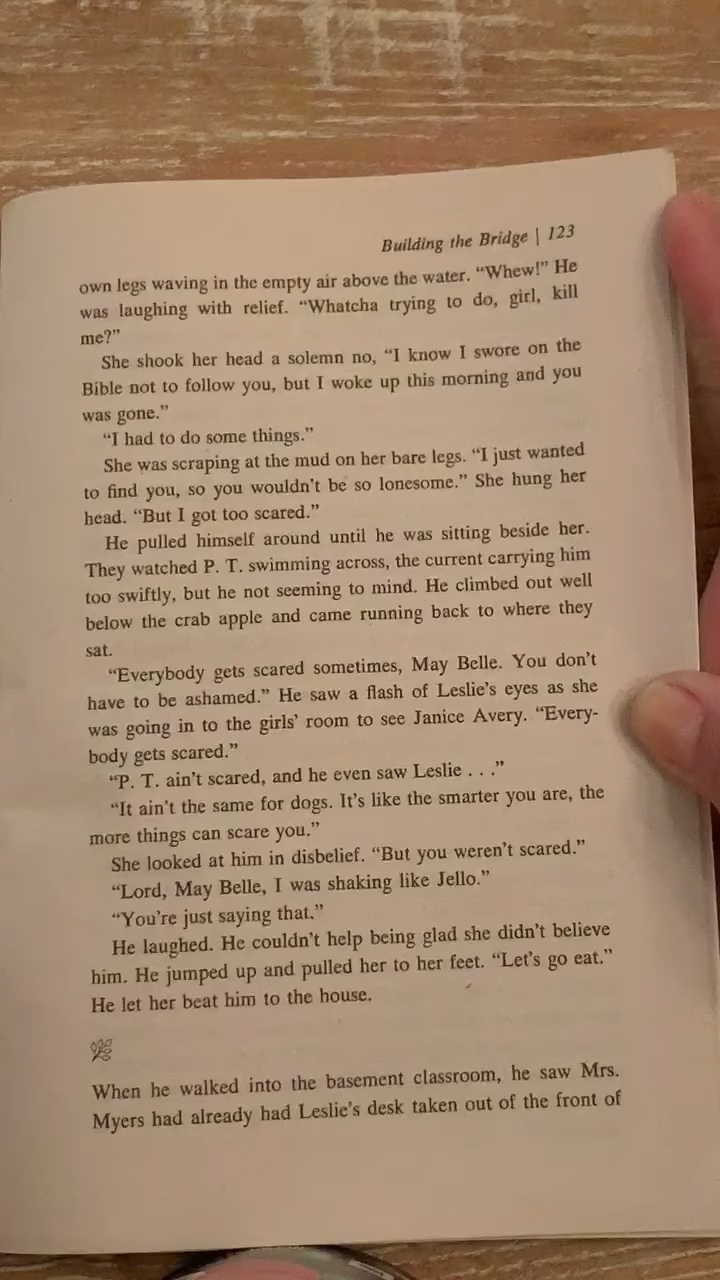 Building the Bridge | 123
own legs waving in the empty air above the water. “Whew!” He
was laughing with relief. “Whatcha trying to do, girl, kill
me?”
She shook her head a solemn no, “I know I swore on the
Bible not to follow you, but I woke up this morning and you
was gone.”
“I had to do some things.”
She was scraping at the mud on her bare legs. “I just wanted
to find you, so you wouldn’t be so lonesome.” She hung her
head. “But I got too scared.”
He pulled himself around until he was sitting beside her.
They watched P. T. swimming across, the current carrying him
too swiftly, but he not seeming to mind. He climbed out well
below the crab apple and came running back to where they
sat.
“Everybody gets scared sometimes, May Belle. You don’t
have to be ashamed.” He saw a flash of Leslie’s eyes as she
was going in to the girls’ room to see Janice Avery. “Every-
body gets scared.”
“P. T. ain’t scared, and he even saw Leslie . . .”
“It ain’t the same for dogs. It’s like the smarter you are, the
more things can scare you.”
She looked at him in disbelief. “But you weren’t scared.”
“Lord, May Belle, I was shaking like Jello.”
“You’re just saying that.”
He laughed. He couldn’t help being glad she didn’t believe
him. He jumped up and pulled her to her feet. “Let’s go eat.”
He let her beat him to the house.
When he walked into the basement classroom, he saw Mrs.
Myers had already had Leslie’s desk taken out of the front of